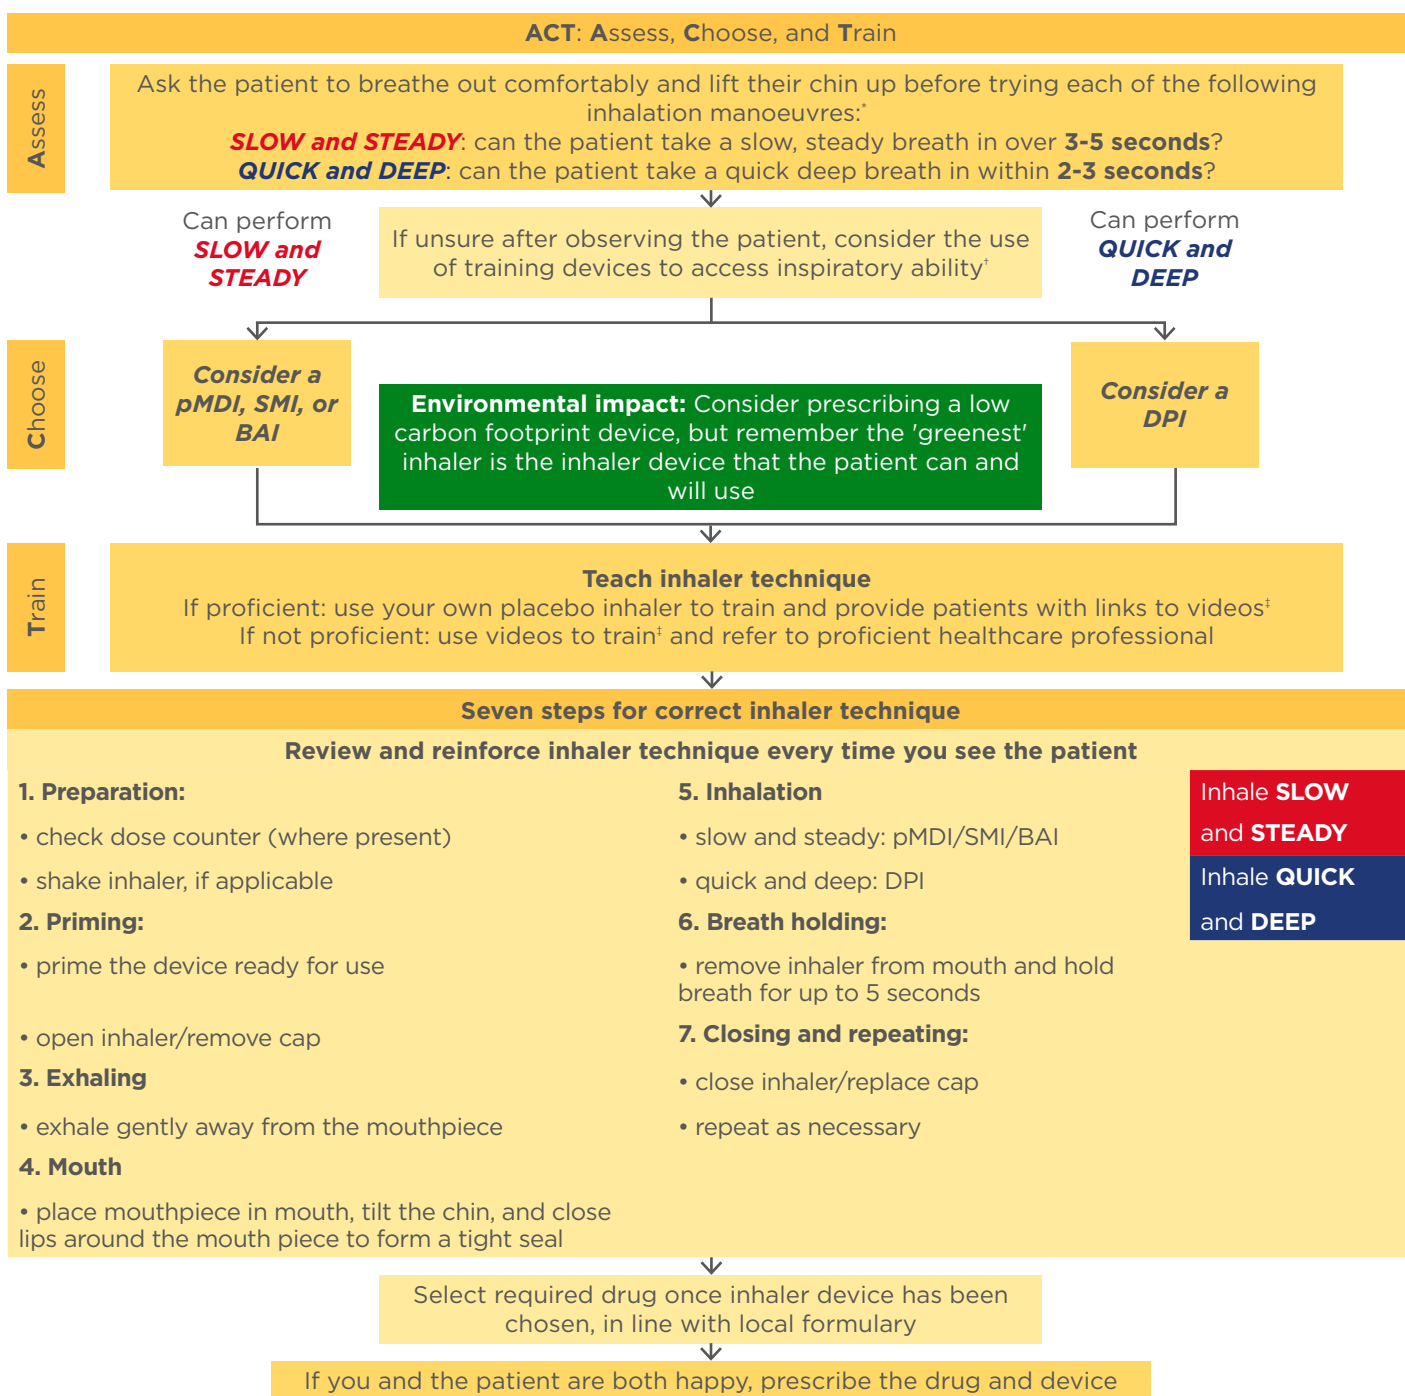 ACT: Assess, Choose, and Train
Assess
Ask the patient to breathe out comfortably and lift their chin up before trying each of the following
inhalation manoeuvres:*
SLOW and STEADY: can the patient take a slow, steady breath in over 3-5 seconds?
QUICK and DEEP: can the patient take a quick deep breath in within 2-3 seconds?
Can perform
SLOW and
STEADY
If unsure after observing the patient, consider the use
of training devices to access inspiratory ability†
Can perform
QUICK and
DEEP
Choose
Consider a
pMDI, SMI, or
BAI
Environmental impact: Consider prescribing a low
carbon footprint device, but remember the 'greenest'
inhaler is the inhaler device that the patient can and
will use
Consider a
DPI
Train
Teach inhaler technique
If proficient: use your own placebo inhaler to train and provide patients with links to videos‡
If not proficient: use videos to train‡ and refer to proficient healthcare professional
Seven steps for correct inhaler technique
Review and reinforce inhaler technique every time you see the patient
1. Preparation:
• check dose counter (where present)
• shake inhaler, if applicable
2. Priming:
• prime the device ready for use
• open inhaler/remove cap
3. Exhaling
• exhale gently away from the mouthpiece
4. Mouth
• place mouthpiece in mouth, tilt the chin, and close
lips around the mouth piece to form a tight seal
5. Inhalation
• slow and steady: pMDI/SMI/BAI
• quick and deep: DPI
6. Breath holding:
• remove inhaler from mouth and hold
breath for up to 5 seconds
7. Closing and repeating:
• close inhaler/replace cap
• repeat as necessary
Inhale SLOW
and STEADY
Inhale QUICK
and DEEP
Select required drug once inhaler device has been
chosen, in line with local formulary
If you and the patient are both happy, prescribe the drug and device